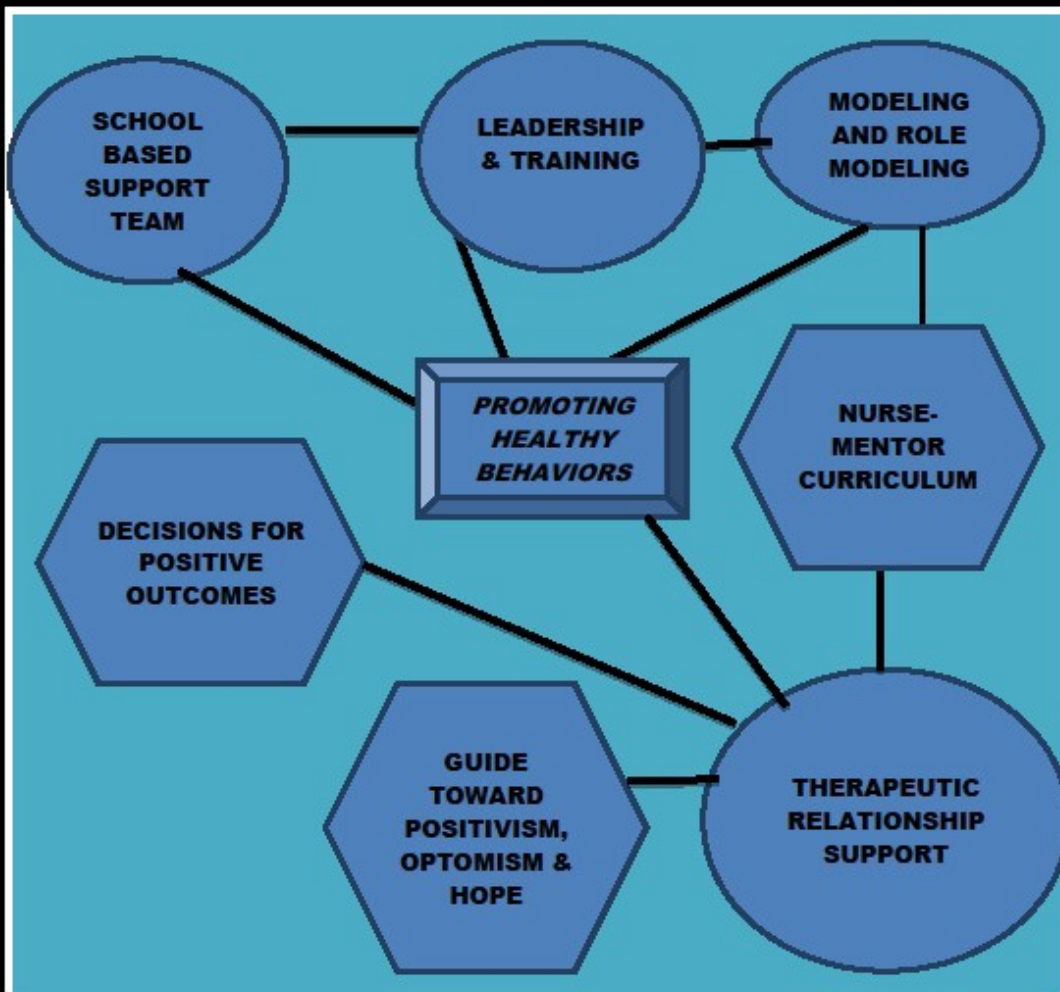 SCHOOL
BASED
SUPPORT
TEAM
LEADERSHIP
& TRAINING
MODELING
AND ROLE
MODELING
PROMOTING
HEALTHY
BEHAVIORS
NURSE-
MENTOR
CURRICULUM
DECISIONS FOR
POSITIVE
OUTCOMES
GUIDE
TOWARD
POSITIVISM,
OPTOMISM &
HOPE
THERAPEUTIC
RELATIONSHIP
SUPPORT